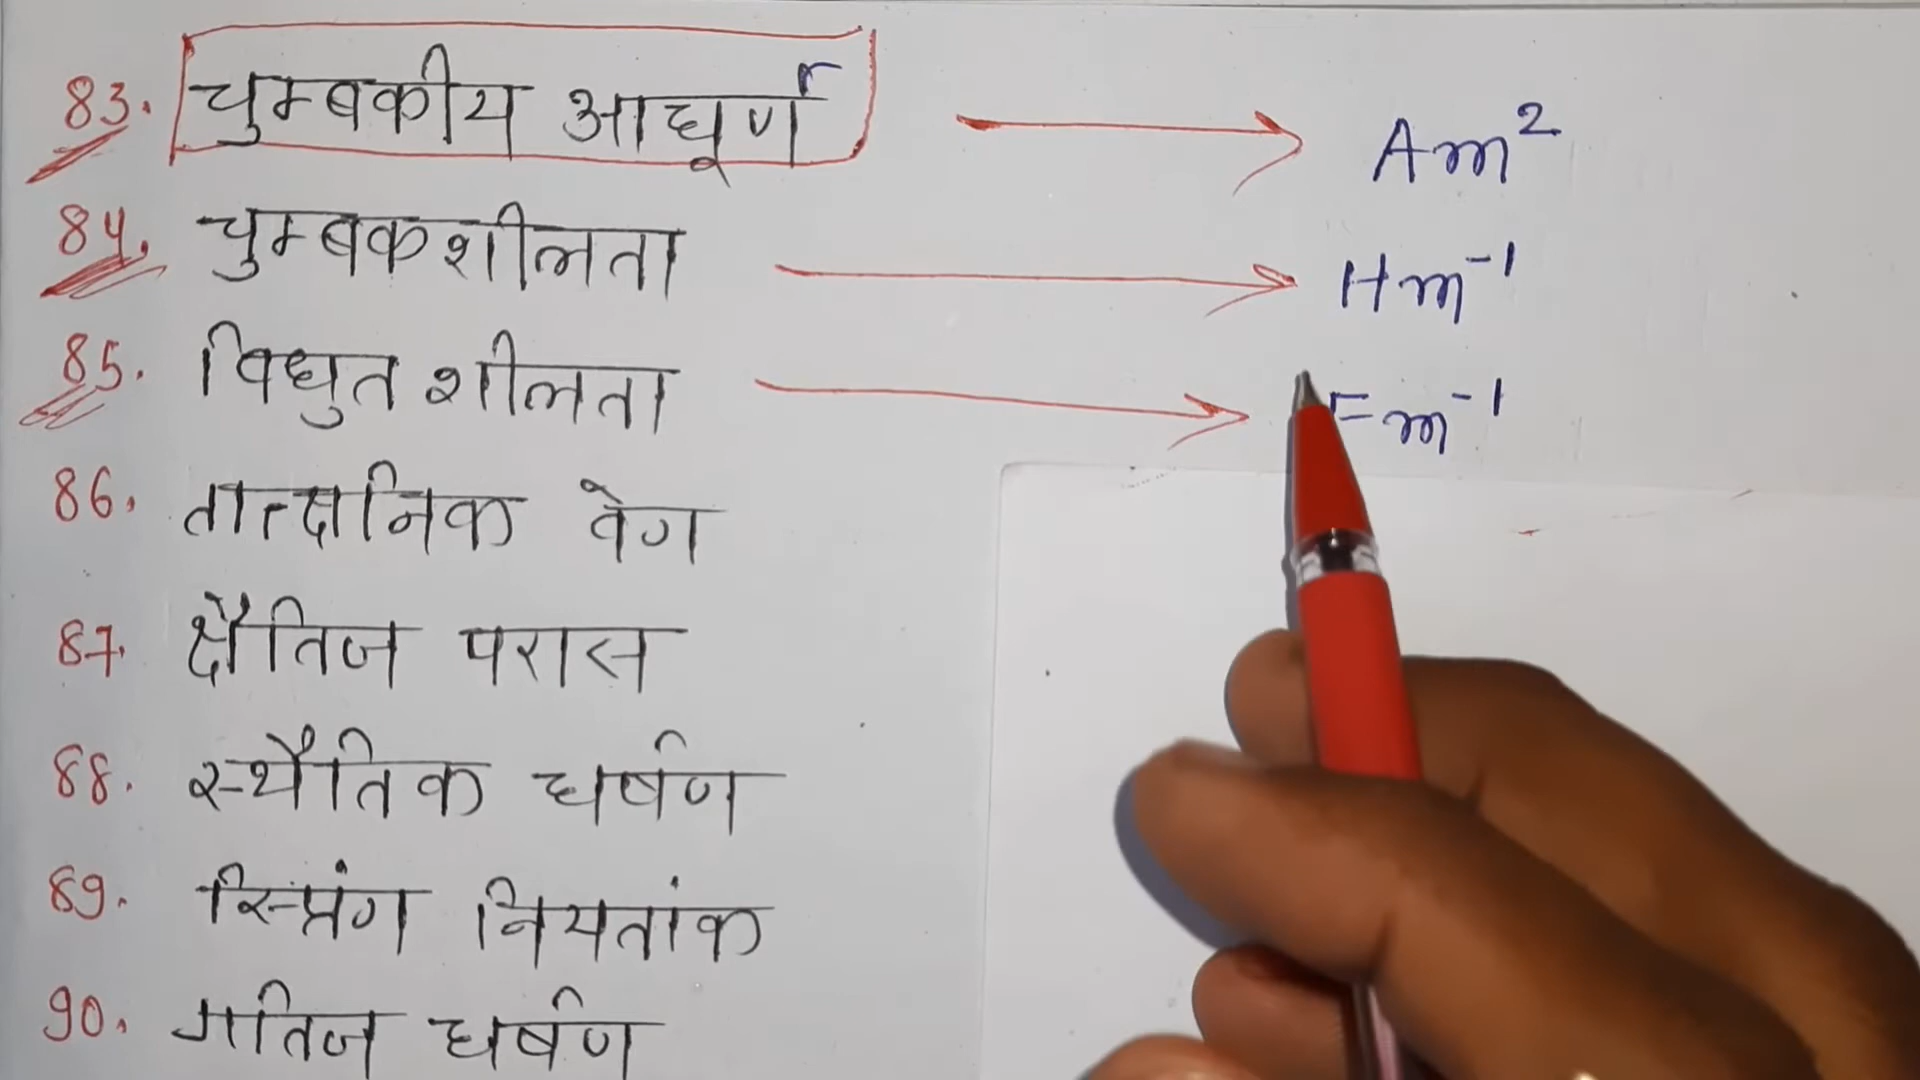 83. चुम्बकीय आघूर्ण Am²
84. चुम्बकशीलता Hm⁻¹
85. विधुत शीलता Fm⁻¹
86. तात्क्षनिक वेग
87. क्षैतिज परास
88. स्थैतिक घर्षण
89. स्प्रिंग नियतांक
90. गतिज घर्षण